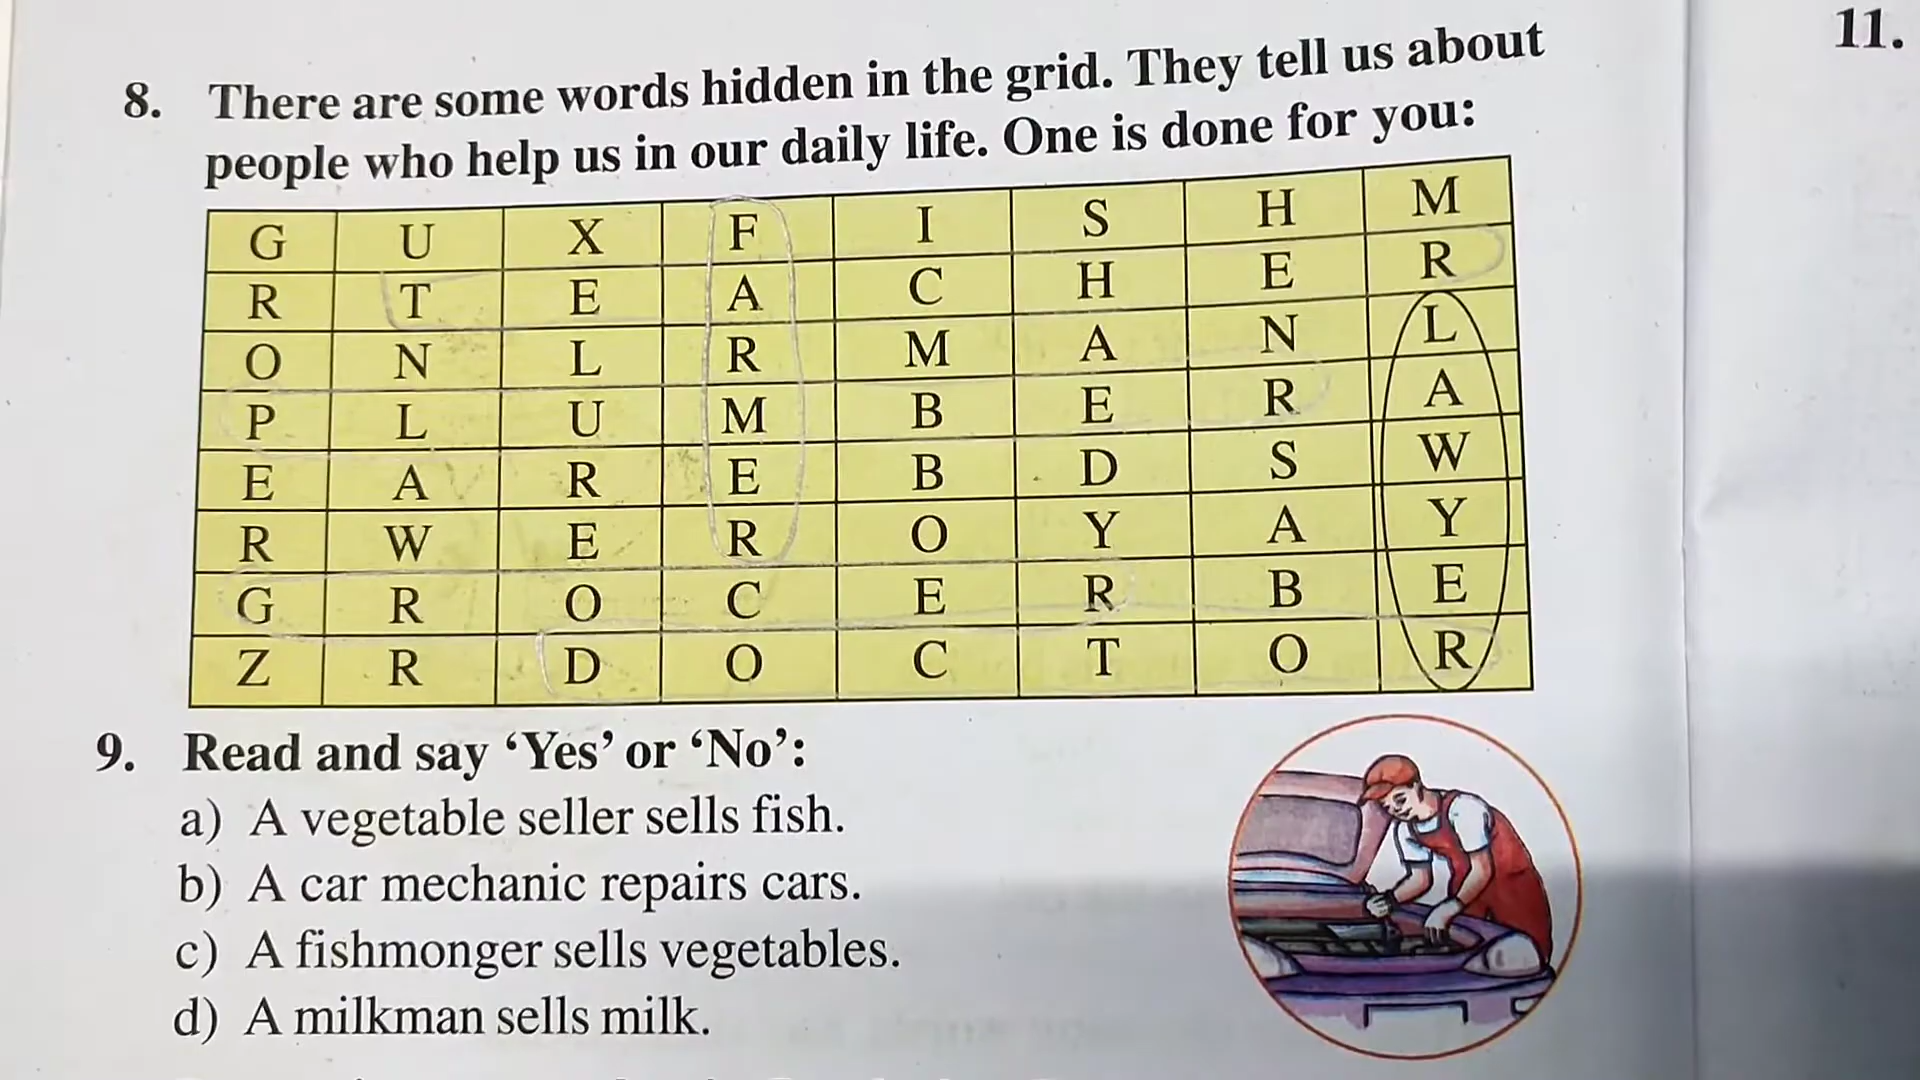 11.
8. There are some words hidden in the grid. They tell us about
people who help us in our daily life. One is done for you:
G U X F I S H M
R T E A C H E R
O N L R M A N L
P L U M B E R A
E A R E B D S W
R W E R O Y A Y
G R O C E R B E
Z R D O C T O R
9. Read and say ‘Yes’ or ‘No’:
a) A vegetable seller sells fish.
b) A car mechanic repairs cars.
c) A fishmonger sells vegetables.
d) A milkman sells milk.